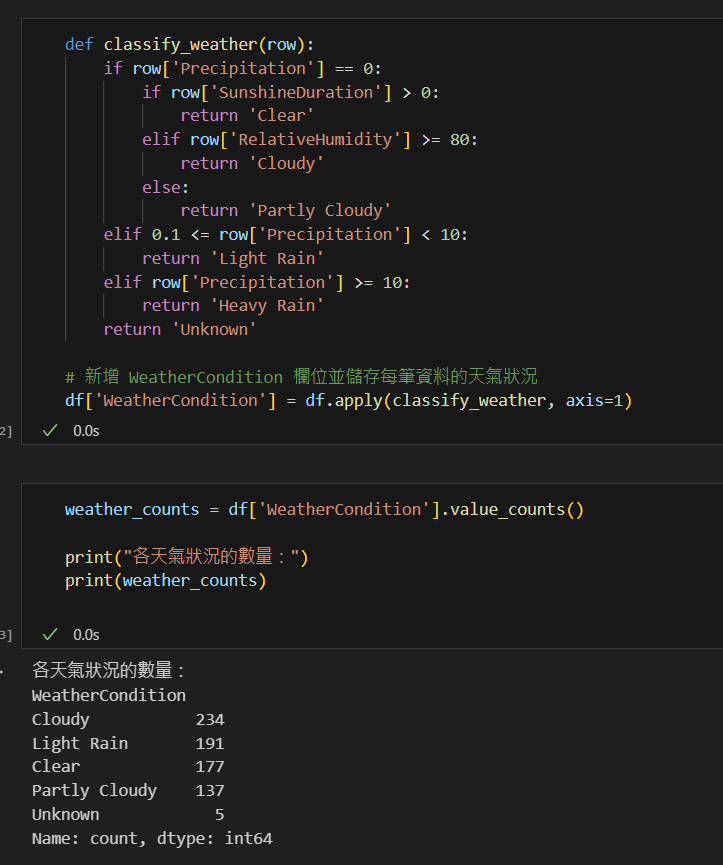 def classify_weather(row):
    if row['Precipitation'] == 0:
        if row['SunshineDuration'] > 0:
            return 'Clear'
        elif row['RelativeHumidity'] >= 80:
            return 'Cloudy'
        else:
            return 'Partly Cloudy'
    elif 0.1 <= row['Precipitation'] < 10:
        return 'Light Rain'
    elif row['Precipitation'] >= 10:
        return 'Heavy Rain'
    return 'Unknown'
# 新增 WeatherCondition 欄位並儲存每筆資料的天氣狀況
df['WeatherCondition'] = df.apply(classify_weather, axis=1)
2] ✓ 0.0s
weather_counts = df['WeatherCondition'].value_counts()
print("各天氣狀況的數量：")
print(weather_counts)
3] ✓ 0.0s
各天氣狀況的數量：
WeatherCondition
Cloudy           234
Light Rain       191
Clear            177
Partly Cloudy    137
Unknown            5
Name: count, dtype: int64